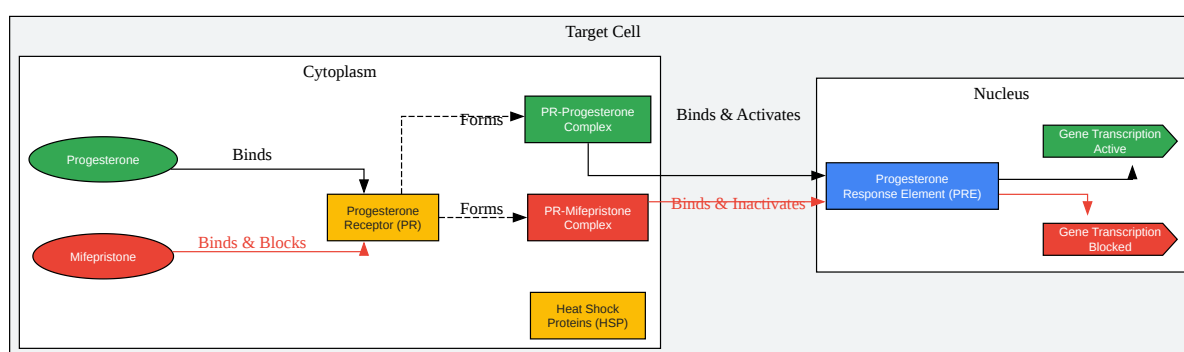 Target Cell
Cytoplasm
Nucleus
Progesterone
Binds
Forms
PR-Progesterone
Complex
Binds & Activates
Gene Transcription
Active
Progesterone
Receptor (PR)
Forms
PR-Mifepristone
Complex
Binds & Inactivates
Progesterone
Response Element (PRE)
Mifepristone
Binds & Blocks
Gene Transcription
Blocked
Heat Shock
Proteins (HSP)